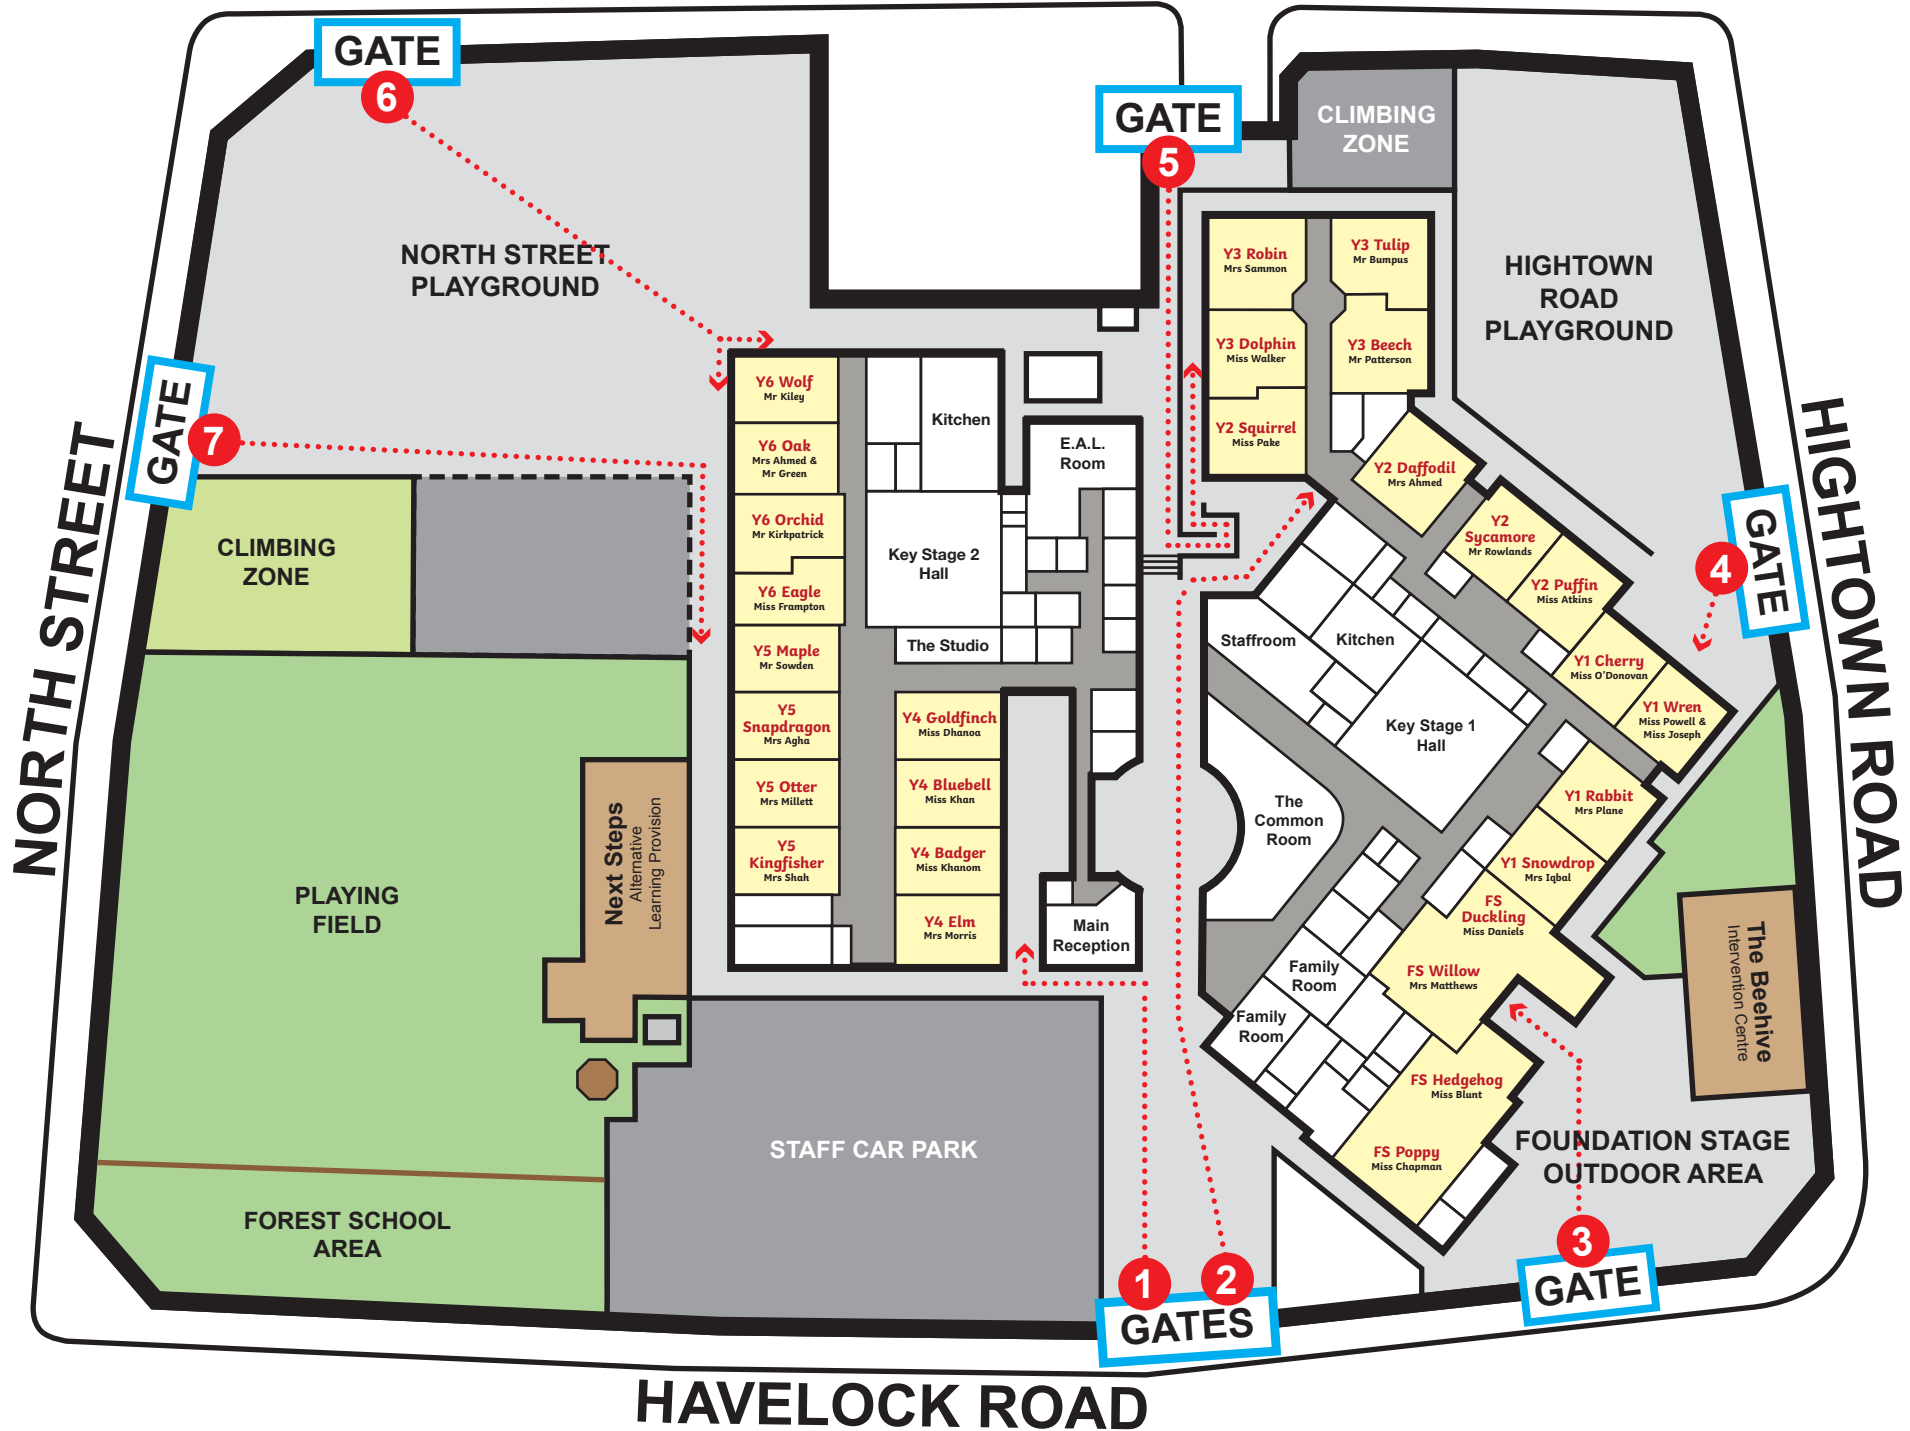 GATE
6
GATE
5
CLIMBING
ZONE
NORTH STREET
PLAYGROUND
HIGHTOWN
ROAD
PLAYGROUND
Y3 Robin
Mrs Sammon
Y3 Tulip
Mr Bumpus
Y3 Dolphin
Miss Walker
Y3 Beech
Mr Patterson
Y2 Squirrel
Miss Pake
Y2 Daffodil
Mrs Ahmed
Y2
Sycamore
Mr Rowlands
Y2 Puffin
Miss Atkins
Y1 Cherry
Miss O'Donovan
Y1 Wren
Miss Powell &
Miss Joseph
GATE
7
NORTH STREET
CLIMBING
ZONE
Y6 Wolf
Mr Kiley
Y6 Oak
Mrs Ahmed &
Mr Green
Y6 Orchid
Mr Kirkpatrick
Y6 Eagle
Miss Frampton
Y5 Maple
Mr Sowden
Y5
Snapdragon
Mrs Agha
Y5 Otter
Mrs Millett
Y5
Kingfisher
Mrs Shah
Kitchen
E.A.L.
Room
Key Stage 2
Hall
The Studio
Y4 Goldfinch
Miss Dhanoa
Y4 Bluebell
Miss Khan
Y4 Badger
Miss Khanom
Y4 Elm
Mrs Morris
Main
Reception
Staffroom
Kitchen
Key Stage 1
Hall
The
Common
Room
GATE
4
HIGHTOWN ROAD
Y1 Rabbit
Mrs Plane
Y1 Snowdrop
Mrs Iqbal
FS
Duckling
Miss Daniels
FS Willow
Mrs Matthews
Family
Room
Family
Room
FS Hedgehog
Miss Blunt
FS Poppy
Miss Chapman
The Beehive
Intervention Centre
Next Steps
Alternative
Learning Provision
PLAYING
FIELD
FOREST SCHOOL
AREA
STAFF CAR PARK
FOUNDATION STAGE
OUTDOOR AREA
1
2
GATES
3
GATE
HAVELOCK ROAD